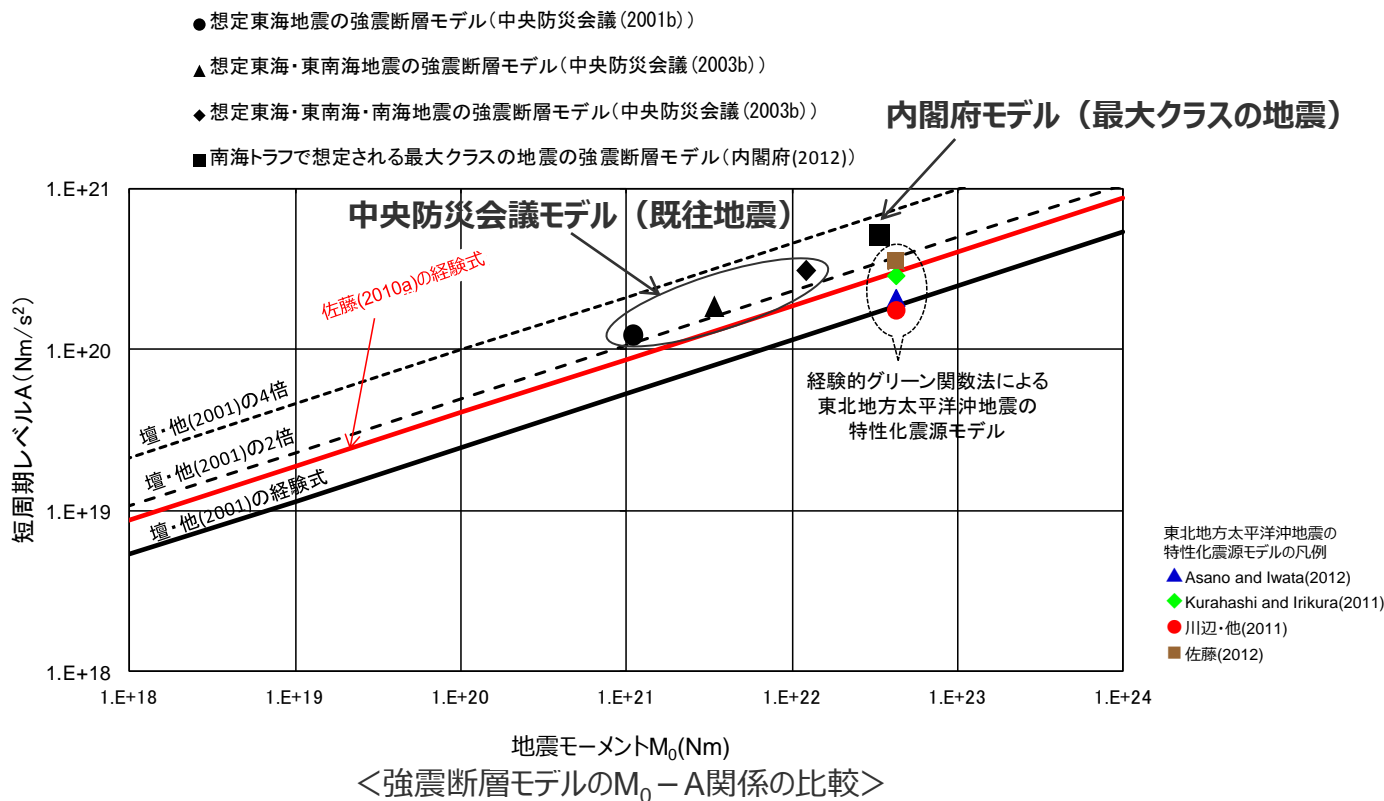 ●想定東海地震の強震断層モデル(中央防災会議(2001b))
▲想定東海・東南海地震の強震断層モデル(中央防災会議(2003b))
◆想定東海・東南海・南海地震の強震断層モデル(中央防災会議(2003b))
■南海トラフで想定される最大クラスの地震の強震断層モデル(内閣府(2012))
内閣府モデル（最大クラスの地震）
中央防災会議モデル（既往地震）
佐藤(2010a)の経験式
壇・他(2001)の4倍
壇・他(2001)の2倍
壇・他(2001)の経験式
経験的グリーン関数法による
東北地方太平洋沖地震の
特性化震源モデル
短周期レベルA(Nm/s²)
1.E+21
1.E+20
1.E+19
1.E+18
1.E+18
1.E+19
1.E+20
1.E+21
1.E+22
1.E+23
1.E+24
地震モーメントM₀(Nm)
東北地方太平洋沖地震の
特性化震源モデルの凡例
▲Asano and Iwata(2012)
◆Kurahashi and Irikura(2011)
●川辺・他(2011)
■佐藤(2012)
＜強震断層モデルのM₀－A関係の比較＞